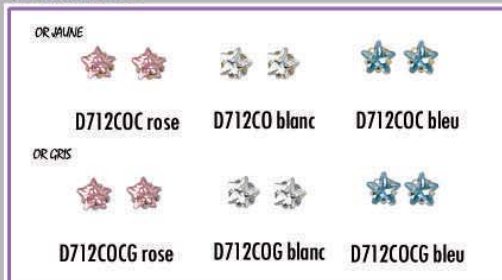 OR JAUNE
D712COC rose D712CO blanc D712COC bleu
OR GRIS
D712COCG rose D712COG blanc D712COCG bleu